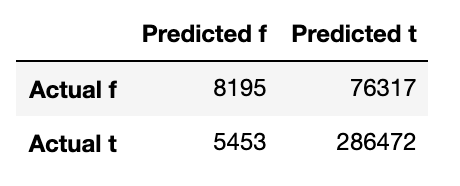 Predicted f Predicted t
Actual f 8195 76317
Actual t 5453 286472